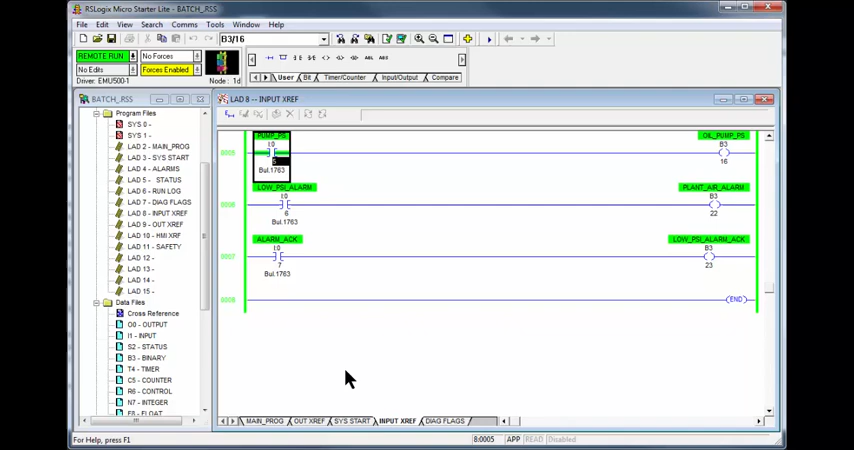 RSLogix Micro Starter Lite - BATCH_RSS
File Edit View Search Comms Tools Window Help
B3/16
REMOTE RUN No Forces
No Edits Forces Enabled
Driver: EMU500-1 Node : 1d
User Bit Timer/Counter Input/Output Compare
BATCH_RSS
Program Files
SYS 0 -
SYS 1 -
LAD 2 - MAIN_PROG
LAD 3 - SYS START
LAD 4 - ALARMS
LAD 5 - STATUS
LAD 6 - RUN LOG
LAD 7 - DIAG FLAGS
LAD 8 - INPUT XREF
LAD 9 - OUT XREF
LAD 10 - HMI XRF
LAD 11 - SAFETY
LAD 12 -
LAD 13 -
LAD 14 -
LAD 15 -
Data Files
Cross Reference
O0 - OUTPUT
I1 - INPUT
S2 - STATUS
B3 - BINARY
T4 - TIMER
C5 - COUNTER
R6 - CONTROL
N7 - INTEGER
F8 - FLOAT
LAD 8 -- INPUT XREF
PUMP_PS OIL_PUMP_PS
I:0 B3
0005
5 16
Bul.1763
LOW_PSI_ALARM PLANT_AIR_ALARM
I:0 B3
0006
6 22
Bul.1763
ALARM_ACK LOW_PSI_ALARM_ACK
I:0 B3
0007
7 23
Bul.1763
0008 END
MAIN_PROG OUT XREF SYS START INPUT XREF DIAG FLAGS
For Help, press F1 8:0005 APP READ Disabled